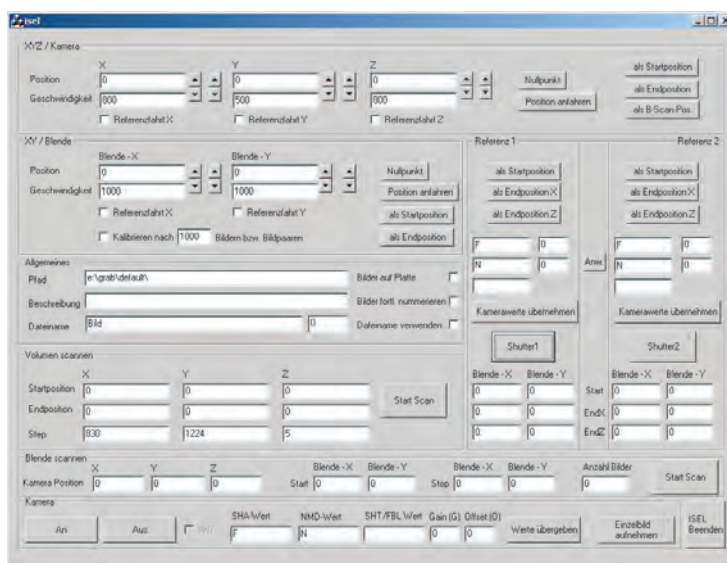 isel
XYZ / Kamera
X Y Z
Position 0 0 0
Geschwindigkeit 800 500 800
Referenzfahrt X Referenzfahrt Y Referenzfahrt Z
Nullpunkt
Position anfahren
als Startposition
als Endposition
als B-Scan Pos.
XY / Blende
Blende - X Blende - Y
Position 0 0
Geschwindigkeit 1000 1000
Referenzfahrt X Referenzfahrt Y
Kalibrieren nach 1000 Bildern bzw. Bildpaaren
Nullpunkt
Position anfahren
als Startposition
als Endposition
Referenz 1
als Startposition
als Endposition X
als Endposition Z
F 0
N 0
Kamerawerte übernehmen
Shutter1
Blende - X Blende - Y
0 0
0 0
0 0
Anw.
Start
EndX
EndZ
Referenz 2
als Startposition
als Endposition X
als Endposition Z
F 0
N 0
Kamerawerte übernehmen
Shutter2
Blende - X Blende - Y
0 0
0 0
0 0
Allgemeines
Pfad e:\grab\default\
Beschreibung
Dateiname Bild 0
Bilder auf Platte
Bilder fortl. nummerieren
Dateiname verwenden
Volumen scannen
X Y Z
Startposition 0 0 0
Endposition 0 0 0
Step 830 1224 5
Start Scan
Blende scannen
X Y Z Blende - X Blende - Y Blende - X Blende - Y Anzahl Bilder
Kamera Position 0 0 0 Start 0 0 Stop 0 0 0
Start Scan
Kamera
An Aus
SHA-Wert NMD-Wert SHT/FBL Wert Gain (G) Offset (O)
F N 0 0
Werte übergeben
Einzelbild
aufnehmen
ISEL
Beenden